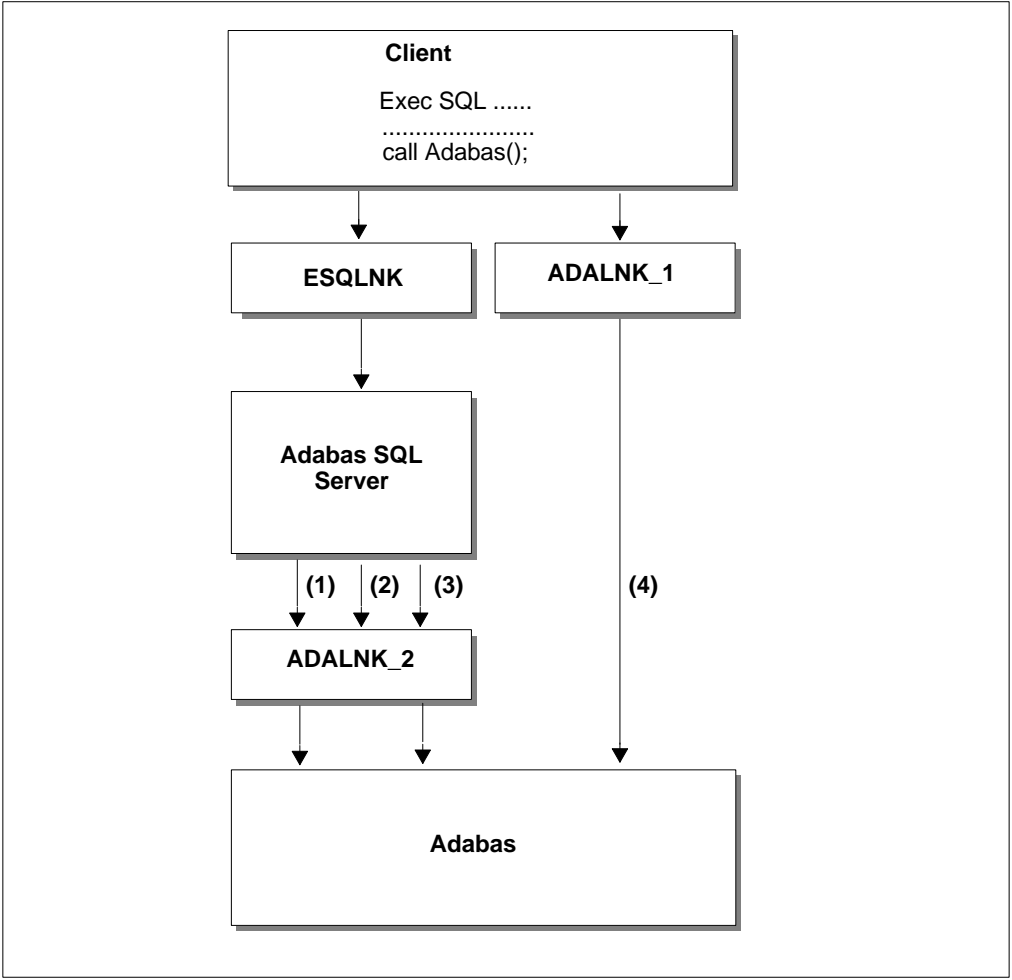 Client
Exec SQL ......
.......................
call Adabas();
ESQLNK
ADALNK_1
Adabas SQL
Server
(1) (2) (3) (4)
ADALNK_2
Adabas